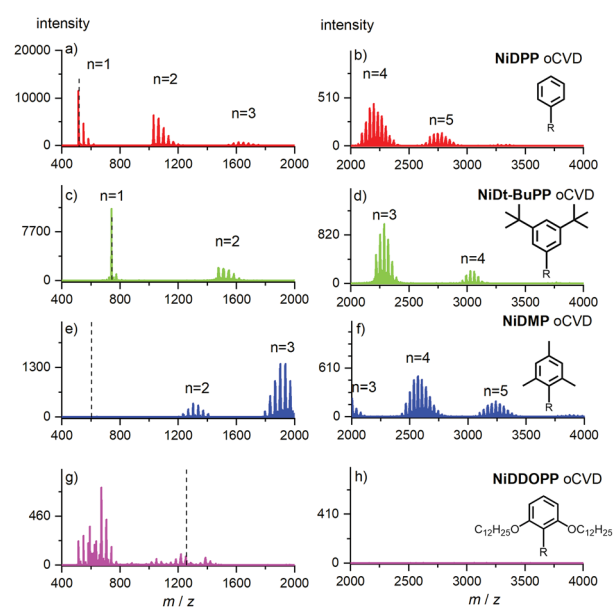 intensity
intensity
a)
20000
10000
0
n=1
n=2
n=3
400 800 1200 1600 2000
b)
NiDPP oCVD
510
0
n=4
n=5
R
2000 2500 3000 3500 4000
c)
7700
0
n=1
n=2
400 800 1200 1600 2000
d)
NiDt-BuPP oCVD
820
0
n=3
n=4
R
2000 2500 3000 3500 4000
e)
1300
0
n=2
n=3
400 800 1200 1600 2000
f)
NiDMP oCVD
610
0
n=3
n=4
n=5
R
2000 2500 3000 3500 4000
g)
460
0
400 800 1200 1600 2000
m / z
h)
NiDDOPP oCVD
410
0
C12H25O OC12H25
R
2000 2500 3000 3500 4000
m / z